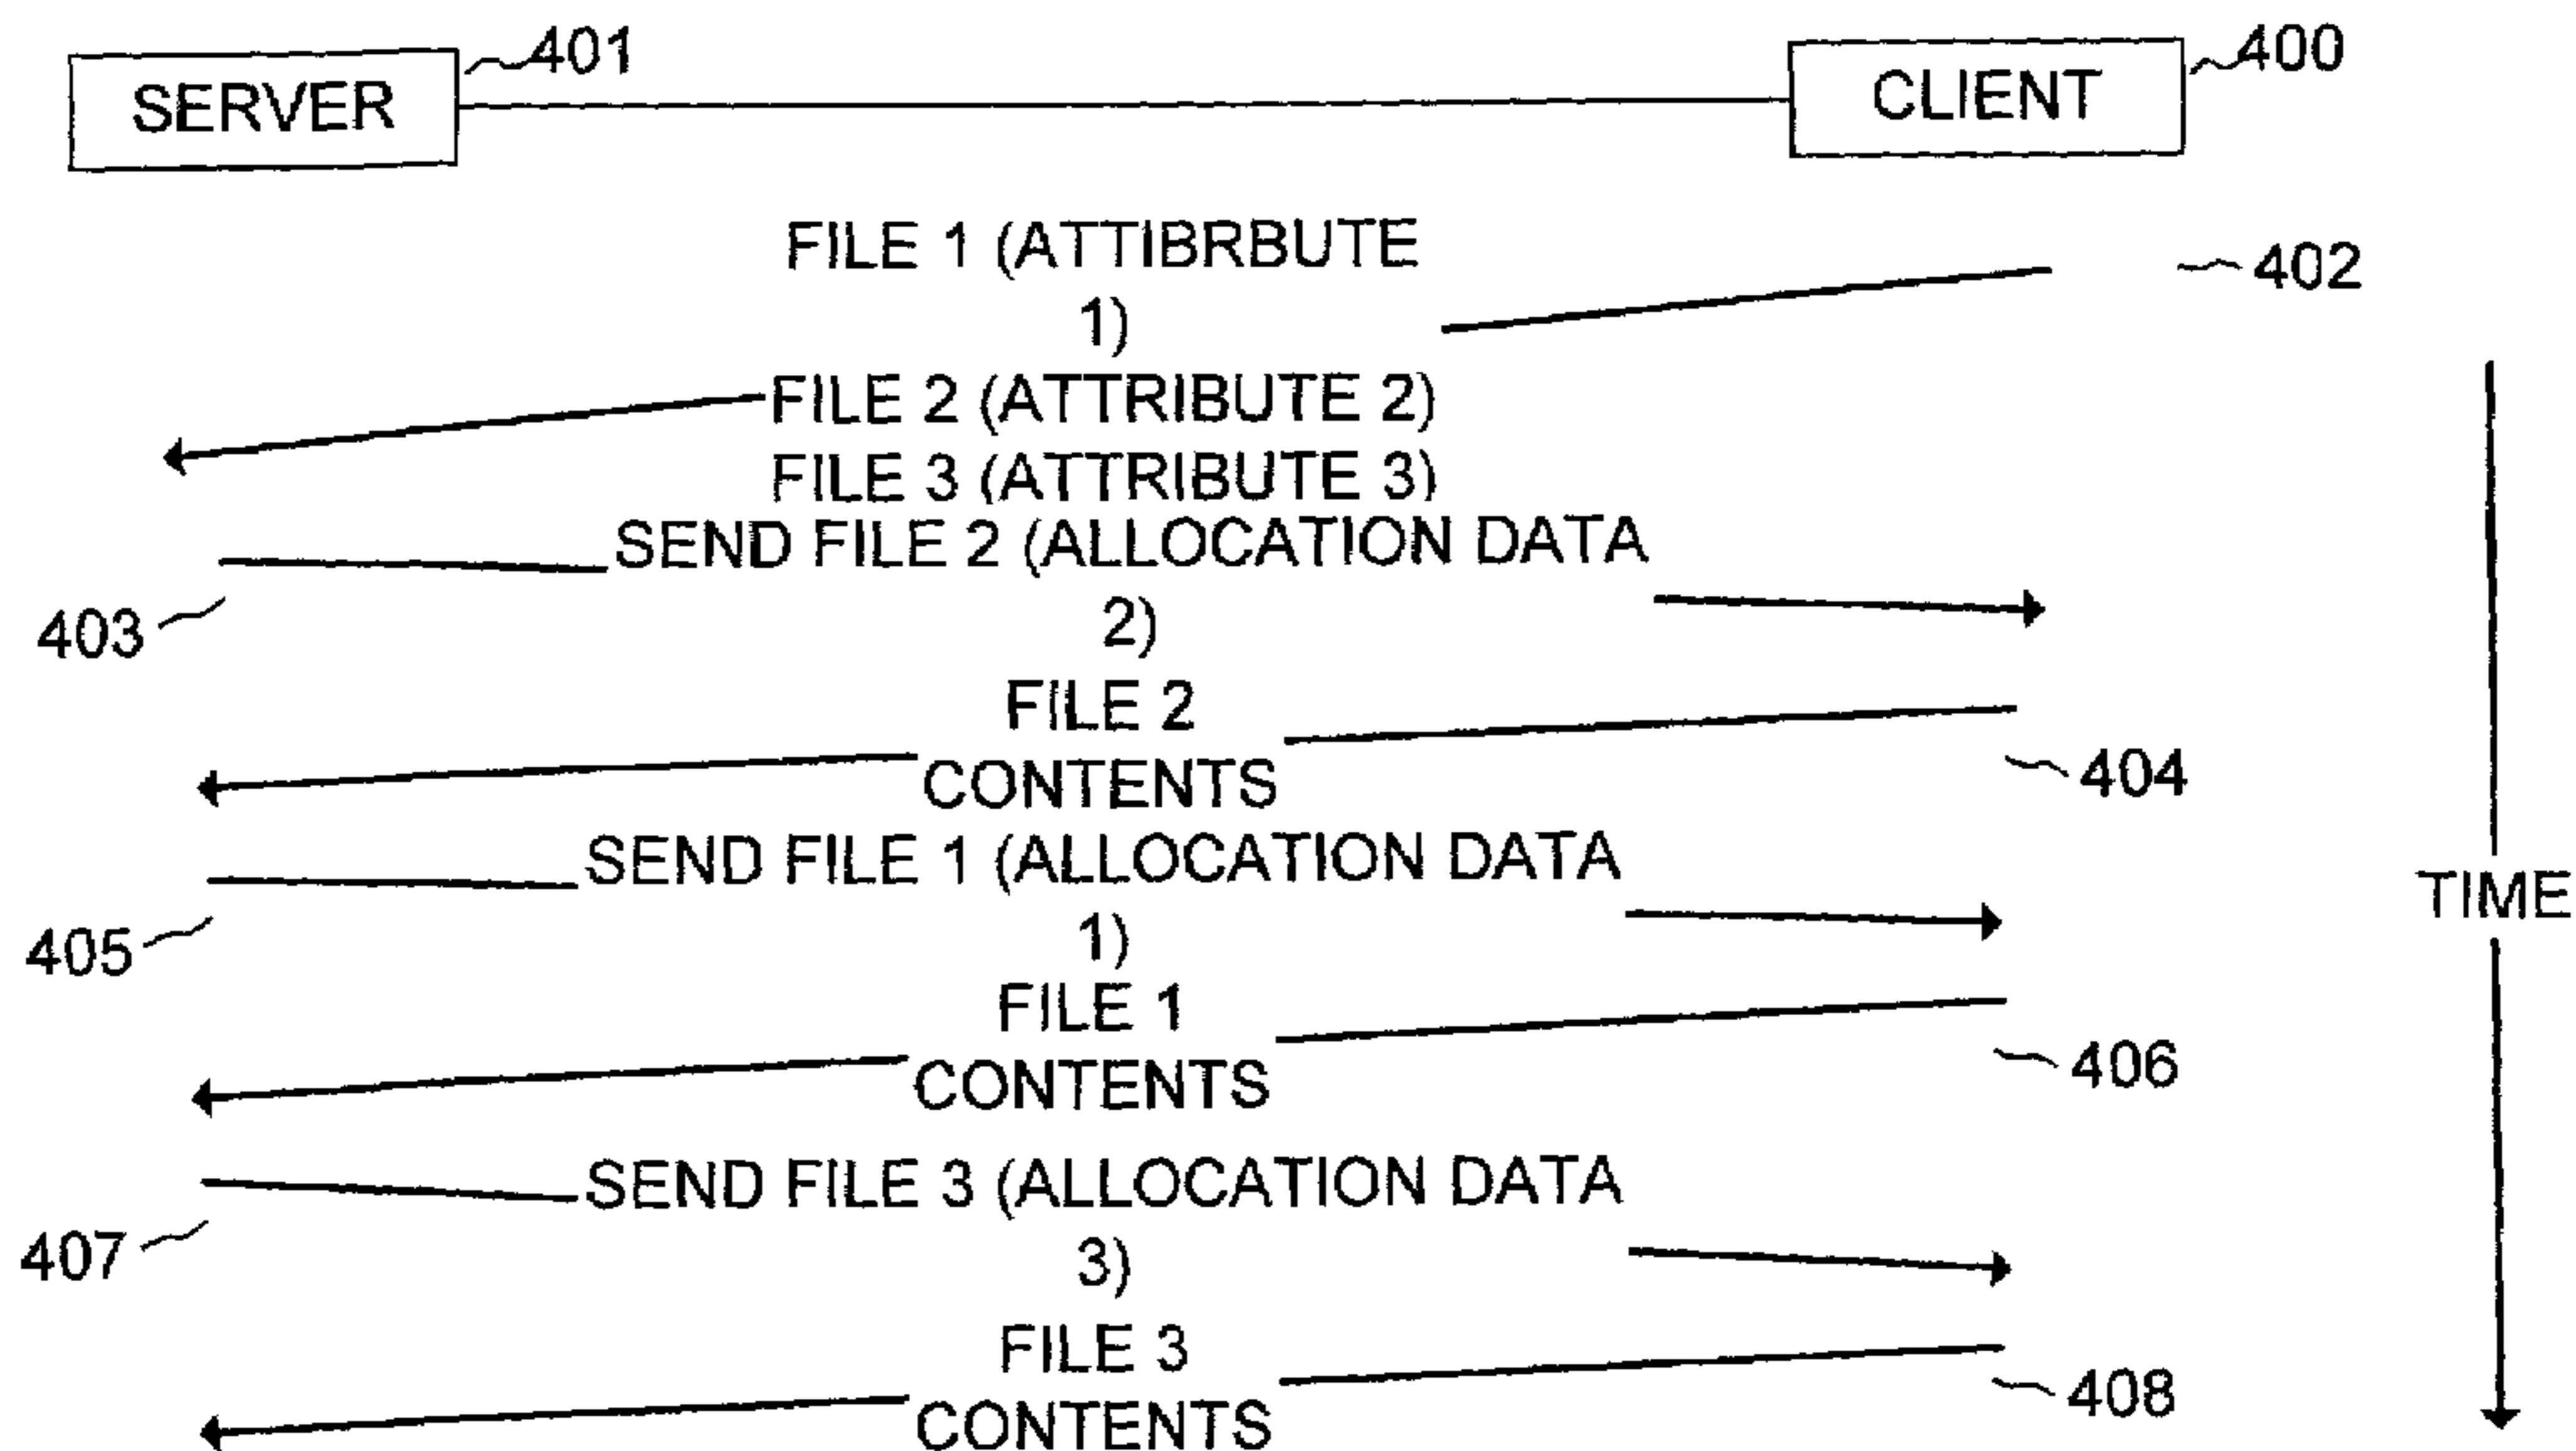 SERVER
401
CLIENT
400
FILE 1 (ATTIBRBUTE
1)
402
FILE 2 (ATTRIBUTE 2)
FILE 3 (ATTRIBUTE 3)
SEND FILE 2 (ALLOCATION DATA
2)
403
FILE 2
CONTENTS
404
SEND FILE 1 (ALLOCATION DATA
1)
405
TIME
FILE 1
CONTENTS
406
SEND FILE 3 (ALLOCATION DATA
3)
407
FILE 3
CONTENTS
408